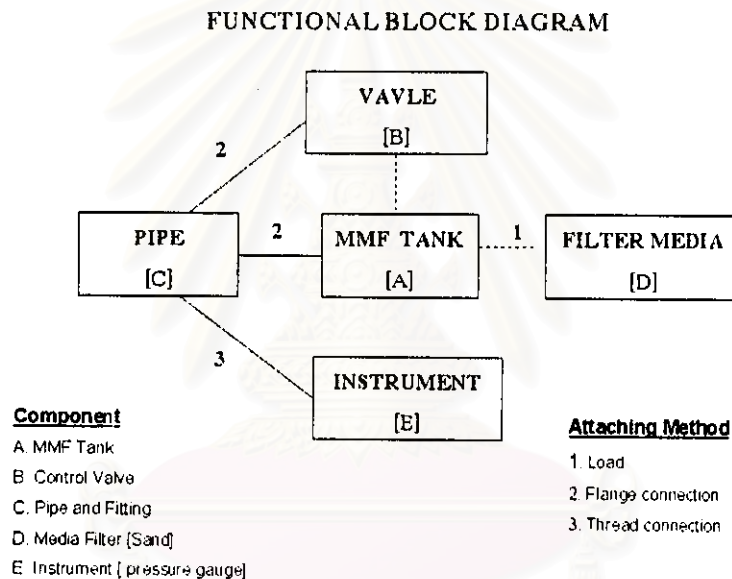 FUNCTIONAL BLOCK DIAGRAM
VAVLE
[B]
2
PIPE
[C]
2
MMF TANK
[A]
1
FILTER MEDIA
[D]
3
INSTRUMENT
[E]
Component
A. MMF Tank
B Control Valve
C. Pipe and Fitting
D. Media Filter [Sand]
E Instrument [ pressure gauge]
Attaching Method
1. Load
2. Flange connection
3. Thread connection